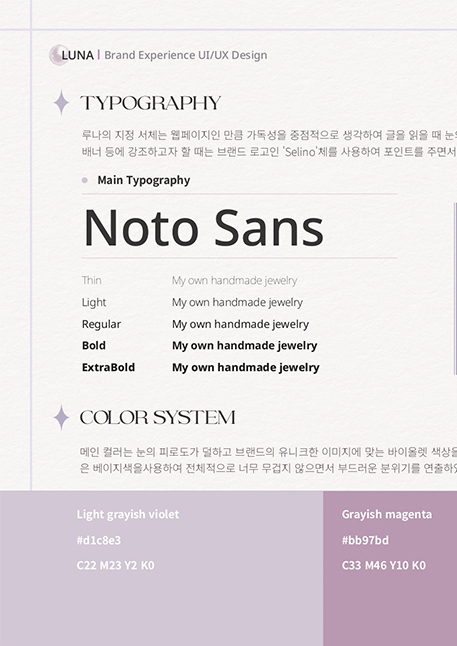 LUNA | Brand Experience UI/UX Design
TYPOGRAPHY
루나의 지정 서체는 웹페이지인 만큼 가독성을 중점적으로 생각하여 글을 읽을 때
배너 등에 강조하고자 할 때는 브랜드 로고인 'Selino'체를 사용하여 포인트를 주면서
Main Typography
Noto Sans
Thin My own handmade jewelry
Light My own handmade jewelry
Regular My own handmade jewelry
Bold My own handmade jewelry
ExtraBold My own handmade jewelry
COLOR SYSTEM
메인 컬러는 눈의 피로도가 덜하고 브랜드의 유니크한 이미지에 맞는 바이올렛 색상을
은 베이지색을사용하여 전체적으로 너무 무겁지 않으면서 부드러운 분위기를
Light grayish violet Grayish magenta
#d1c8e3 #bb97bd
C22 M23 Y2 K0 C33 M46 Y10 K0